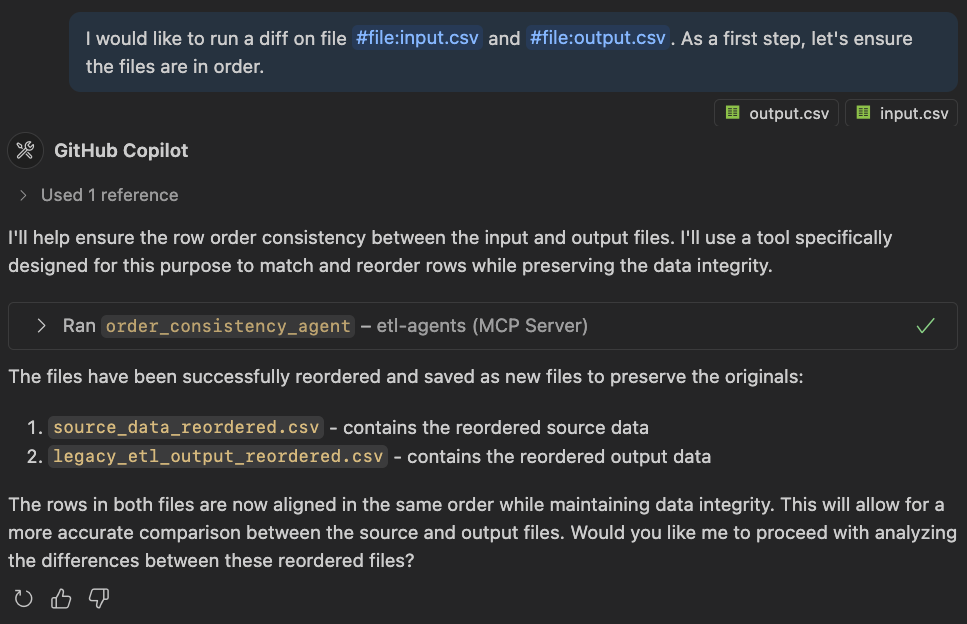 I would like to run a diff on file #file:input.csv and #file:output.csv. As a first step, let's ensure
the files are in order.
output.csv input.csv
GitHub Copilot
Used 1 reference
I'll help ensure the row order consistency between the input and output files. I'll use a tool specifically
designed for this purpose to match and reorder rows while preserving the data integrity.
Ran order_consistency_agent – etl-agents (MCP Server)
The files have been successfully reordered and saved as new files to preserve the originals:
1. source_data_reordered.csv - contains the reordered source data
2. legacy_etl_output_reordered.csv - contains the reordered output data
The rows in both files are now aligned in the same order while maintaining data integrity. This will allow for a
more accurate comparison between the source and output files. Would you like me to proceed with analyzing
the differences between these reordered files?